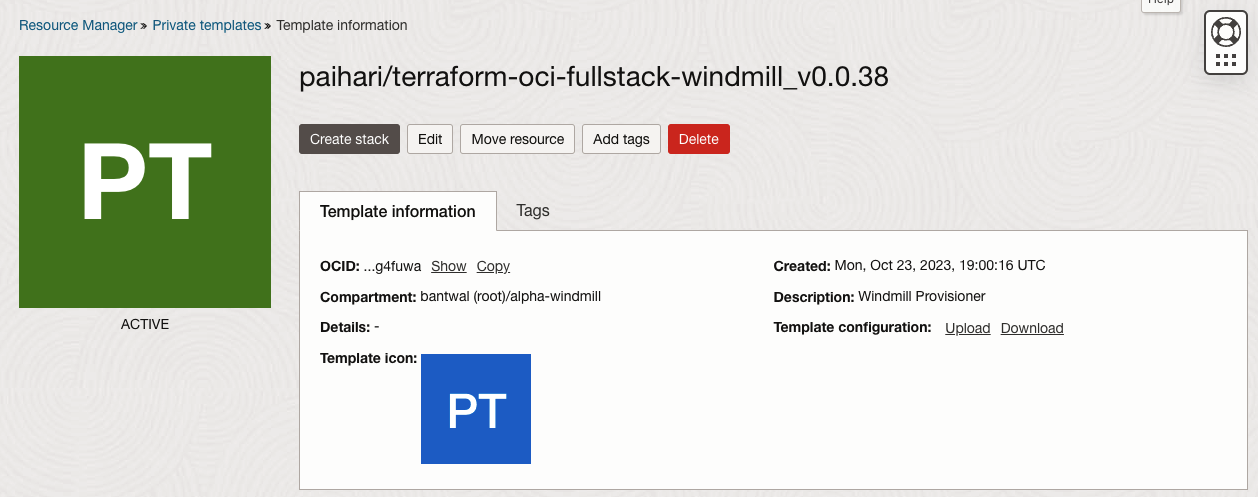 Help
Resource Manager » Private templates » Template information
PT
ACTIVE
paihari/terraform-oci-fullstack-windmill_v0.0.38
Create stack Edit Move resource Add tags Delete
Template information Tags
OCID: ...g4fuwa Show Copy
Compartment: bantwal (root)/alpha-windmill
Details: -
Template icon:
PT
Created: Mon, Oct 23, 2023, 19:00:16 UTC
Description: Windmill Provisioner
Template configuration: Upload Download